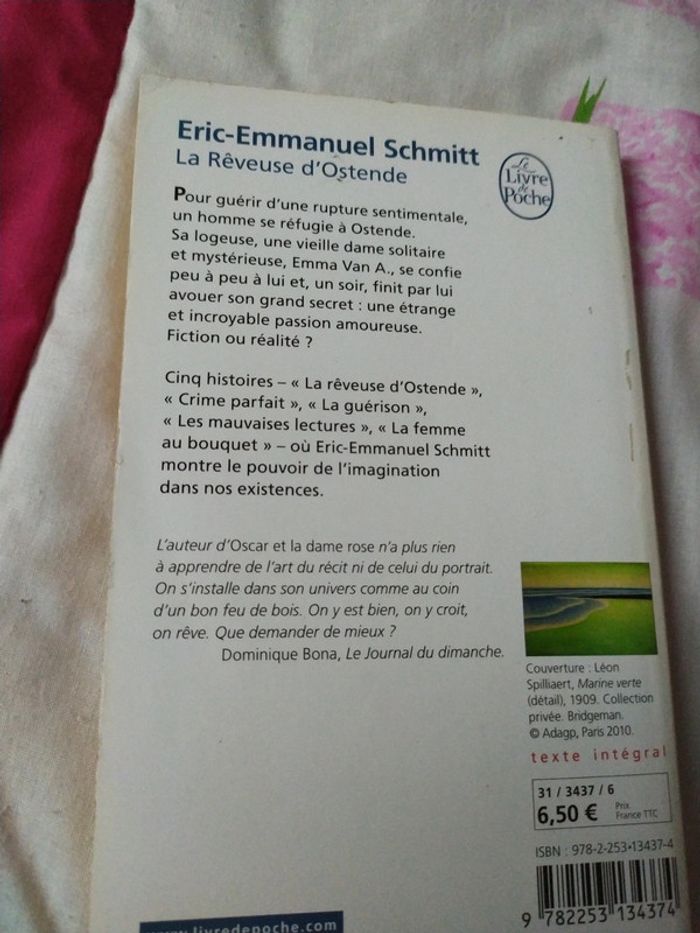 Eric-Emmanuel Schmitt
La Rêveuse d'Ostende
Le
Livre
de
Poche
Pour guérir d'une rupture sentimentale,
un homme se réfugie à Ostende.
Sa logeuse, une vieille dame solitaire
et mystérieuse, Emma Van A., se confie
peu à peu à lui et, un soir, finit par lui
avouer son grand secret : une étrange
et incroyable passion amoureuse.
Fiction ou réalité ?
Cinq histoires – « La rêveuse d'Ostende »,
« Crime parfait », « La guérison »,
« Les mauvaises lectures », « La femme
au bouquet » – où Eric-Emmanuel Schmitt
montre le pouvoir de l'imagination
dans nos existences.
L'auteur d'Oscar et la dame rose n'a plus rien
à apprendre de l'art du récit ni de celui du portrait.
On s'installe dans son univers comme au coin
d'un bon feu de bois. On y est bien, on y croit,
on rêve. Que demander de mieux ?
Dominique Bona, Le Journal du dimanche.
Couverture : Léon
Spilliaert, Marine verte
(détail), 1909. Collection
privée. Bridgeman.
© Adagp, Paris 2010.
texte intégral
31 / 3437 / 6
6,50 €
Prix
France TTC
ISBN : 978-2-253-13437-4
9 782253 134374
www.livredepoche.com